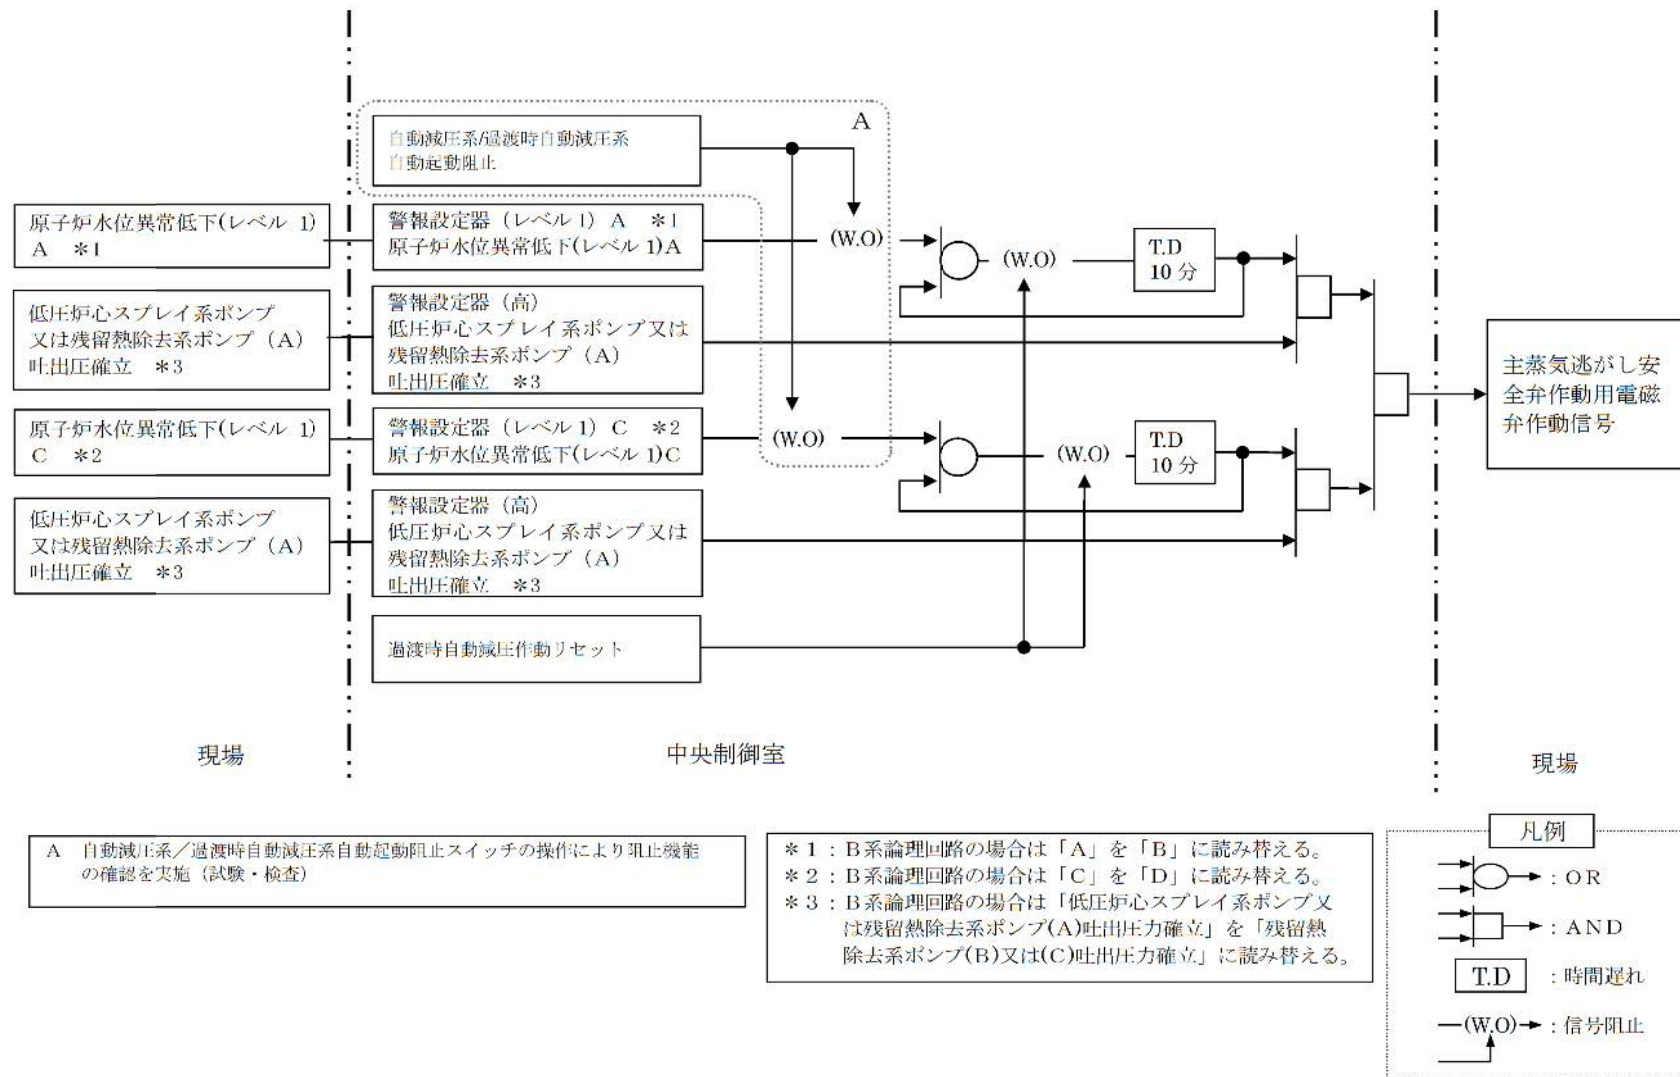 自動減圧系/過渡時自動減圧系
自動起動阻止
A
原子炉水位異常低下(レベル 1)
A *1
警報設定器（レベル1）A *1
原子炉水位異常低下(レベル 1)A
(W.O)
(W.O)
T.D
10 分
低圧炉心スプレイ系ポンプ
又は残留熱除去系ポンプ（A）
吐出圧確立 *3
警報設定器（高）
低圧炉心スプレイ系ポンプ又は
残留熱除去系ポンプ（A）
吐出圧確立 *3
主蒸気逃がし安
全弁作動用電磁
弁作動信号
原子炉水位異常低下(レベル 1)
C *2
警報設定器（レベル1）C *2
原子炉水位異常低下(レベル 1)C
(W.O)
(W.O)
T.D
10 分
低圧炉心スプレイ系ポンプ
又は残留熱除去系ポンプ（A）
吐出圧確立 *3
警報設定器（高）
低圧炉心スプレイ系ポンプ又は
残留熱除去系ポンプ（A）
吐出圧確立 *3
過渡時自動減圧作動リセット
現場
中央制御室
現場
A 自動減圧系／過渡時自動減圧系自動起動阻止スイッチの操作により阻止機能
の確認を実施（試験・検査）
*1：B系論理回路の場合は「A」を「B」に読み替える。
*2：B系論理回路の場合は「C」を「D」に読み替える。
*3：B系論理回路の場合は「低圧炉心スプレイ系ポンプ又
は残留熱除去系ポンプ(A)吐出圧力確立」を「残留熱
除去系ポンプ(B)又は(C)吐出圧力確立」に読み替える。
凡例
：OR
：AND
T.D ：時間遅れ
(W.O) ：信号阻止